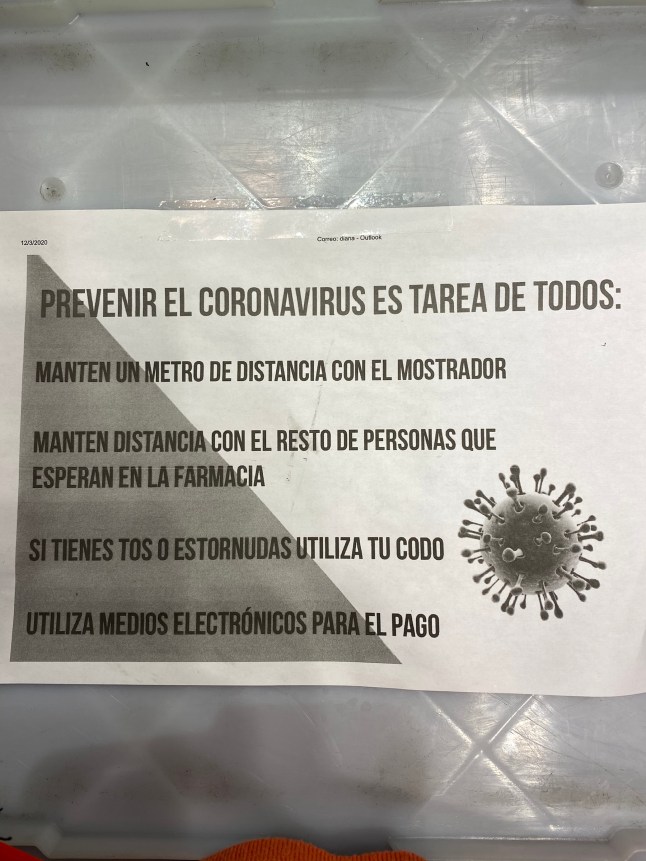 12/3/2020
Correo: diana - Outlook
PREVENIR EL CORONAVIRUS ES TAREA DE TODOS:
MANTEN UN METRO DE DISTANCIA CON EL MOSTRADOR
MANTEN DISTANCIA CON EL RESTO DE PERSONAS QUE
ESPERAN EN LA FARMACIA
SI TIENES TOS O ESTORNUDAS UTILIZA TU CODO
UTILIZA MEDIOS ELECTRÓNICOS PARA EL PAGO